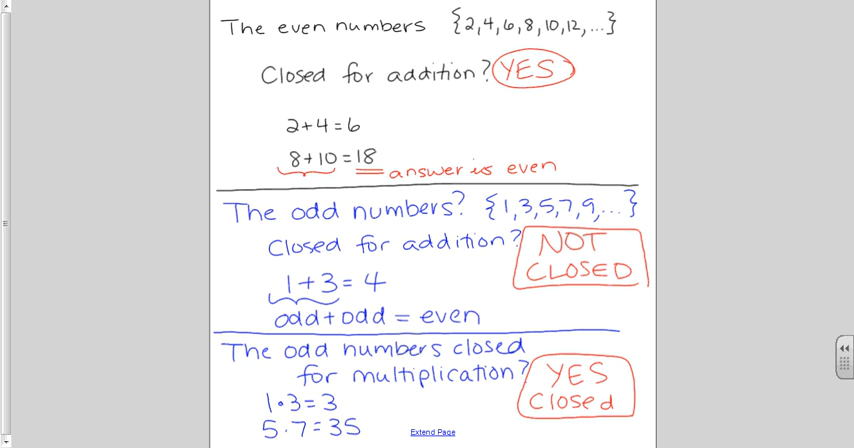 The even numbers {2,4,6,8,10,12,...}
Closed for addition? YES
2+4=6
8+10=18 answer is even
The odd numbers? {1,3,5,7,9,...}
Closed for addition? NOT CLOSED
1+3=4
odd+odd=even
The odd numbers closed
for multiplication? YES Closed
1•3=3
5•7=35
Extend Page